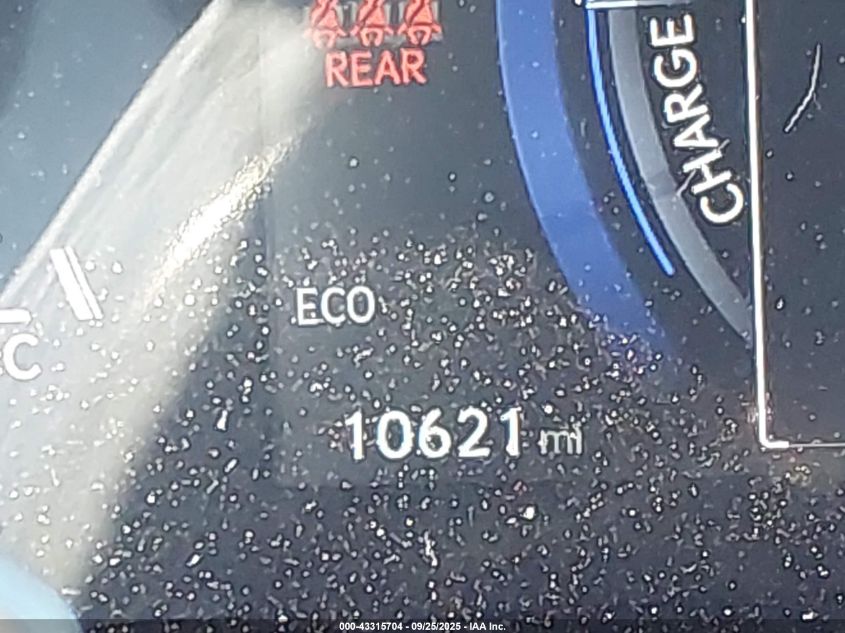 REAR
CHARGE
ECO
C
10621 mi
000-43315704 - 09/25/2025 - IAA Inc.